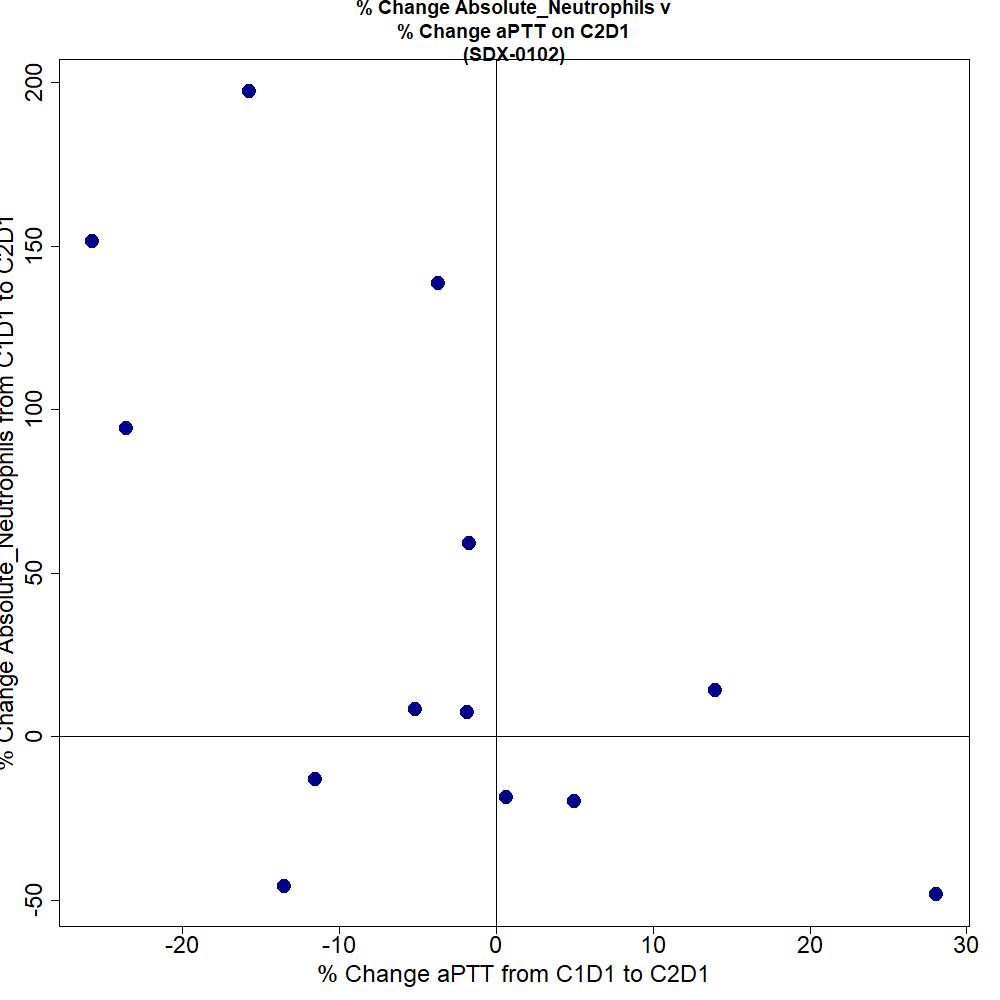 % Change Absolute_Neutrophils v
% Change aPTT on C2D1
(SDX-0102)
% Change Absolute_Neutrophils from C1D1 to C2D1
200
150
100
50
0
-50
-20
-10
0
10
20
30
% Change aPTT from C1D1 to C2D1